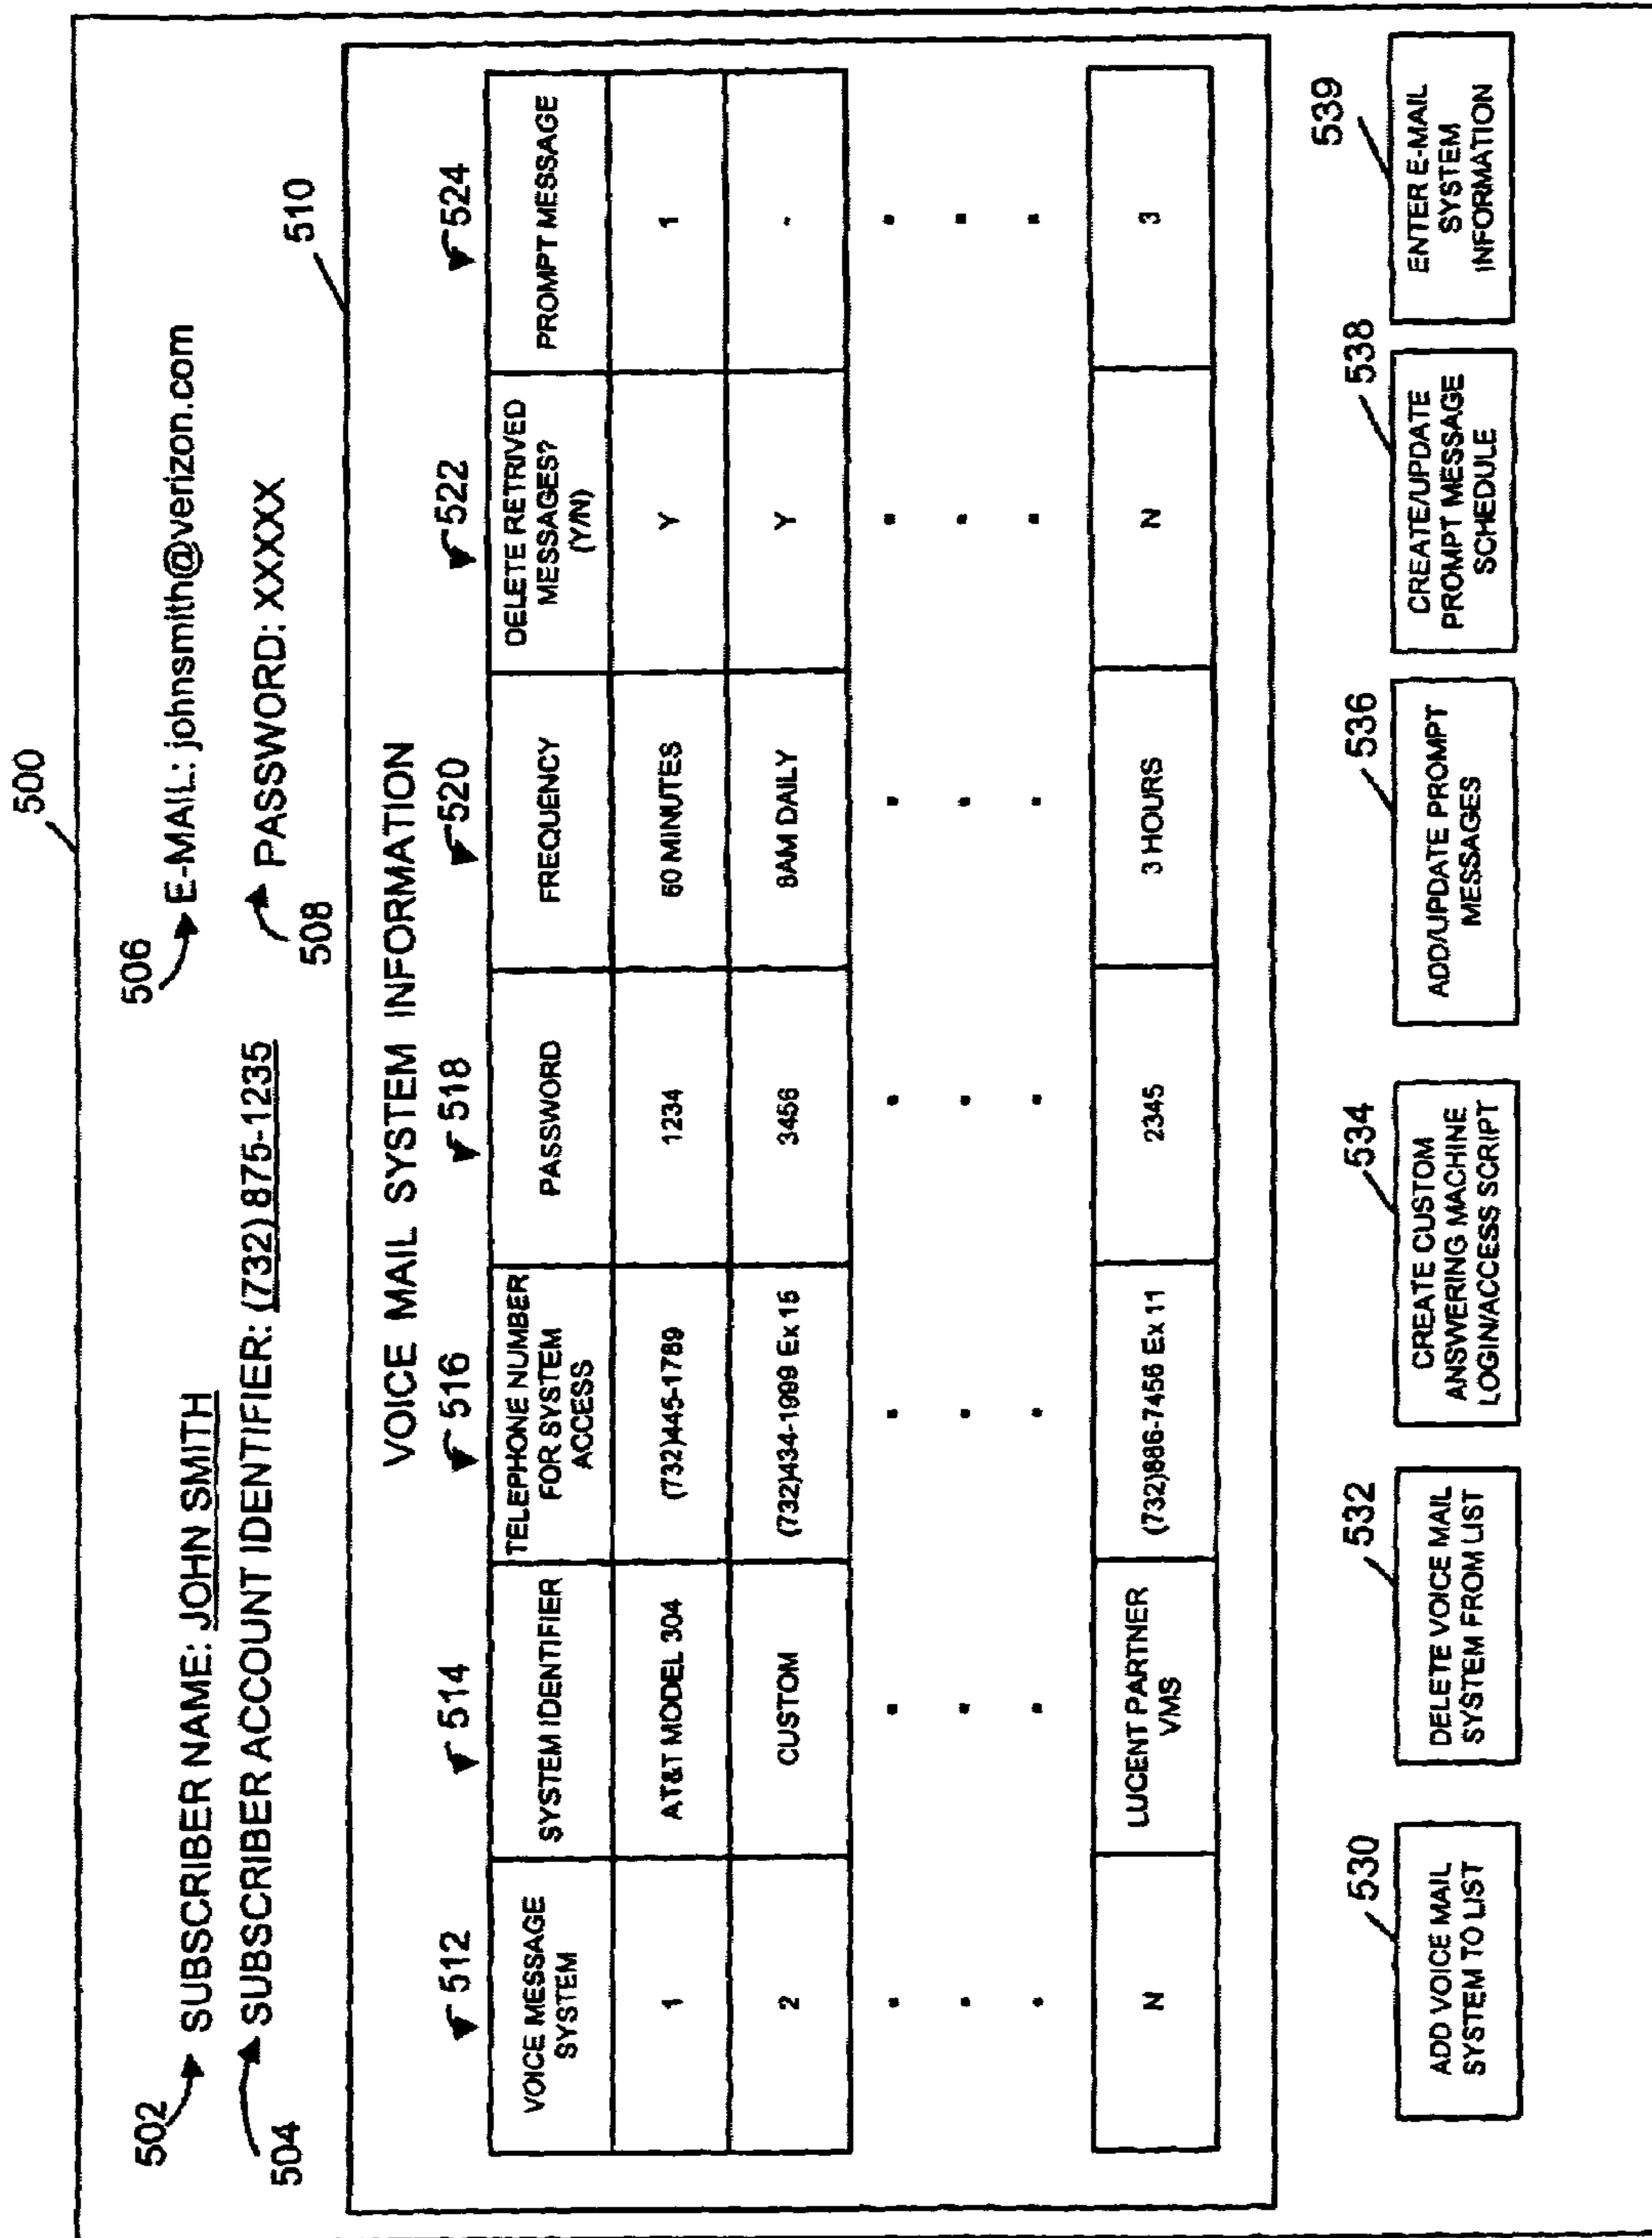 500
502
SUBSCRIBER NAME: JOHN SMITH
506
E-MAIL: johnsmith@verizon.com
504
SUBSCRIBER ACCOUNT IDENTIFIER: (732) 875-1235
508
PASSWORD: XXXXX
510
VOICE MAIL SYSTEM INFORMATION
512 514 516 518 520 522 524
VOICE MESSAGE
SYSTEM
SYSTEM IDENTIFIER
TELEPHONE NUMBER
FOR SYSTEM
ACCESS
PASSWORD
FREQUENCY
DELETE RETRIVED
MESSAGES?
(Y/N)
PROMPT MESSAGE
1 AT&T MODEL 304 (732)445-1789 1234 60 MINUTES Y 1
2 CUSTOM (732)434-1999 Ex 15 3456 8AM DAILY Y -
N LUCENT PARTNER
VMS
(732)886-7456 Ex 11 2345 3 HOURS N 3
530
ADD VOICE MAIL
SYSTEM TO LIST
532
DELETE VOICE MAIL
SYSTEM FROM LIST
534
CREATE CUSTOM
ANSWERING MACHINE
LOGIN/ACCESS SCRIPT
536
ADD/UPDATE PROMPT
MESSAGES
538
CREATE/UPDATE
PROMPT MESSAGE
SCHEDULE
539
ENTER E-MAIL
SYSTEM
INFORMATION